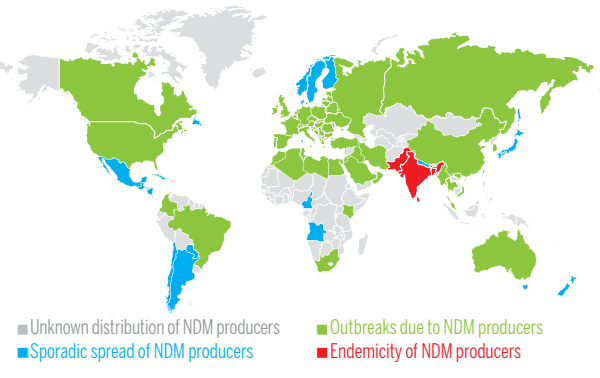 Unknown distribution of NDM producers
Outbreaks due to NDM producers
Sporadic spread of NDM producers
Endemicity of NDM producers